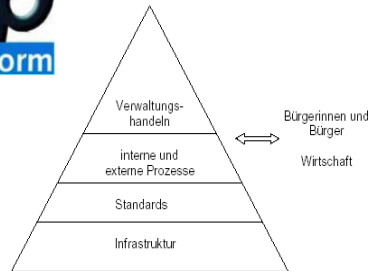 orm
Verwaltungs-
handeln
Bürgerinnen und
Bürger
interne und
externe Prozesse
Wirtschaft
Standards
Infrastruktur